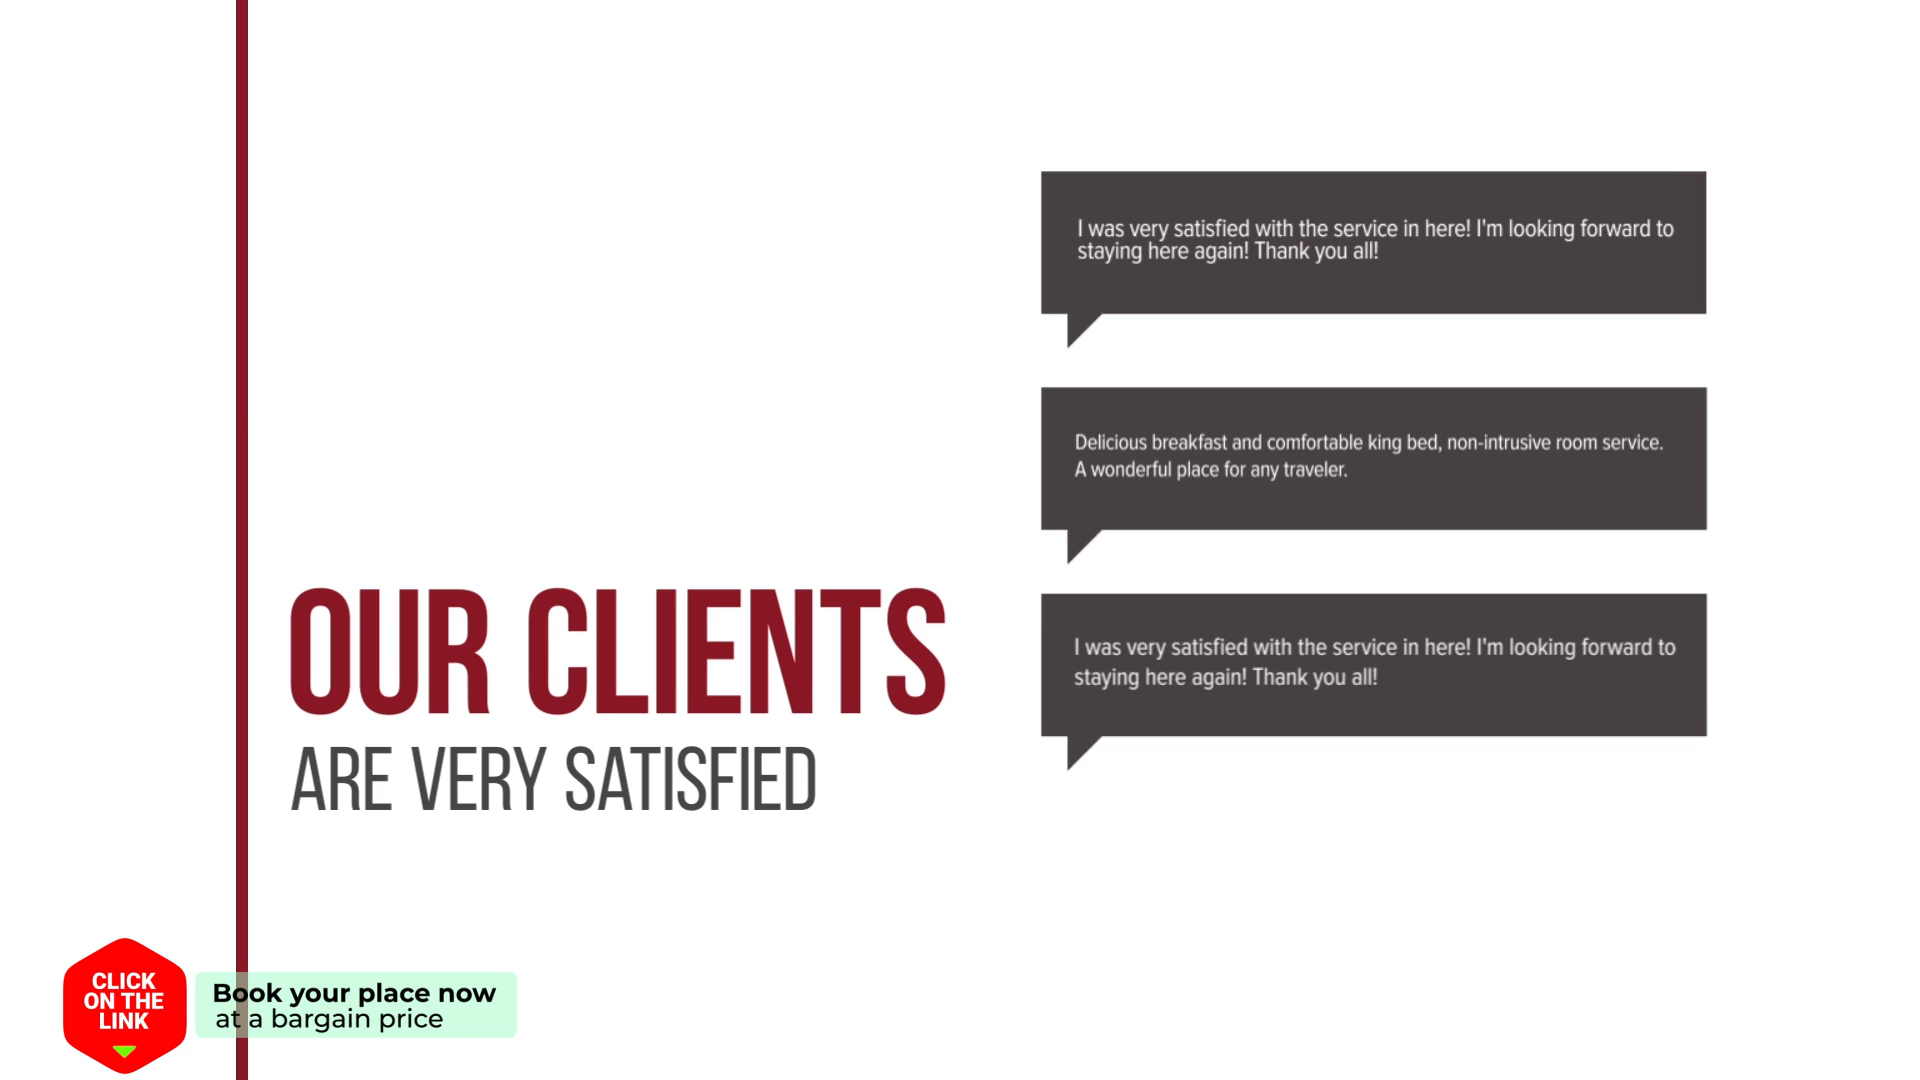 I was very satisfied with the service in here! I'm looking forward to
staying here again! Thank you all!
Delicious breakfast and comfortable king bed, non-intrusive room service.
A wonderful place for any traveler.
I was very satisfied with the service in here! I'm looking forward to
staying here again! Thank you all!
OUR CLIENTS
ARE VERY SATISFIED
CLICK
ON THE
LINK
Book your place now
at a bargain price